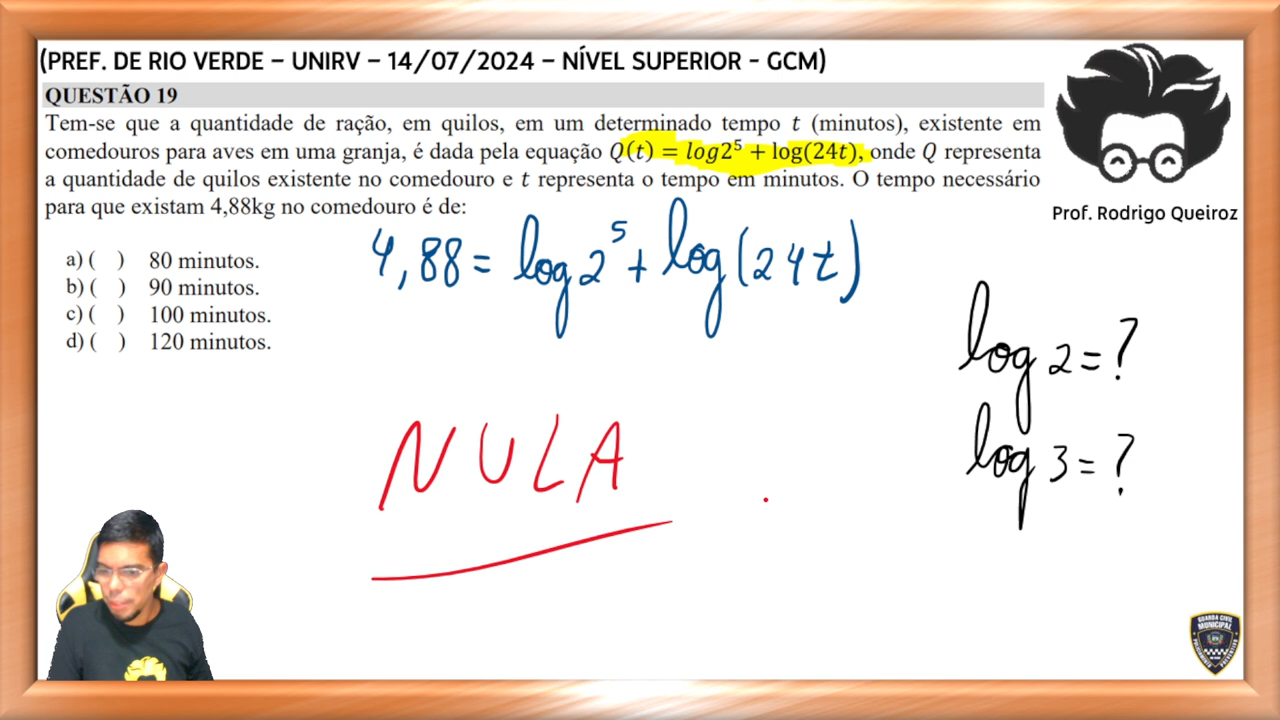 (PREF. DE RIO VERDE – UNIRV – 14/07/2024 – NÍVEL SUPERIOR - GCM)
QUESTÃO 19
Tem-se que a quantidade de ração, em quilos, em um determinado tempo t (minutos), existente em
comedouros para aves em uma granja, é dada pela equação Q(t) = log2⁵ + log(24t), onde Q representa
a quantidade de quilos existente no comedouro e t representa o tempo em minutos. O tempo necessário
para que existam 4,88kg no comedouro é de:
a) (   ) 80 minutos.
b) (   ) 90 minutos.
c) (   ) 100 minutos.
d) (   ) 120 minutos.
Prof. Rodrigo Queiroz
4,88 = log 2⁵ + log (24t)
log 2 = ?
log 3 = ?
NULA
GUARDA CIVIL
MUNICIPAL